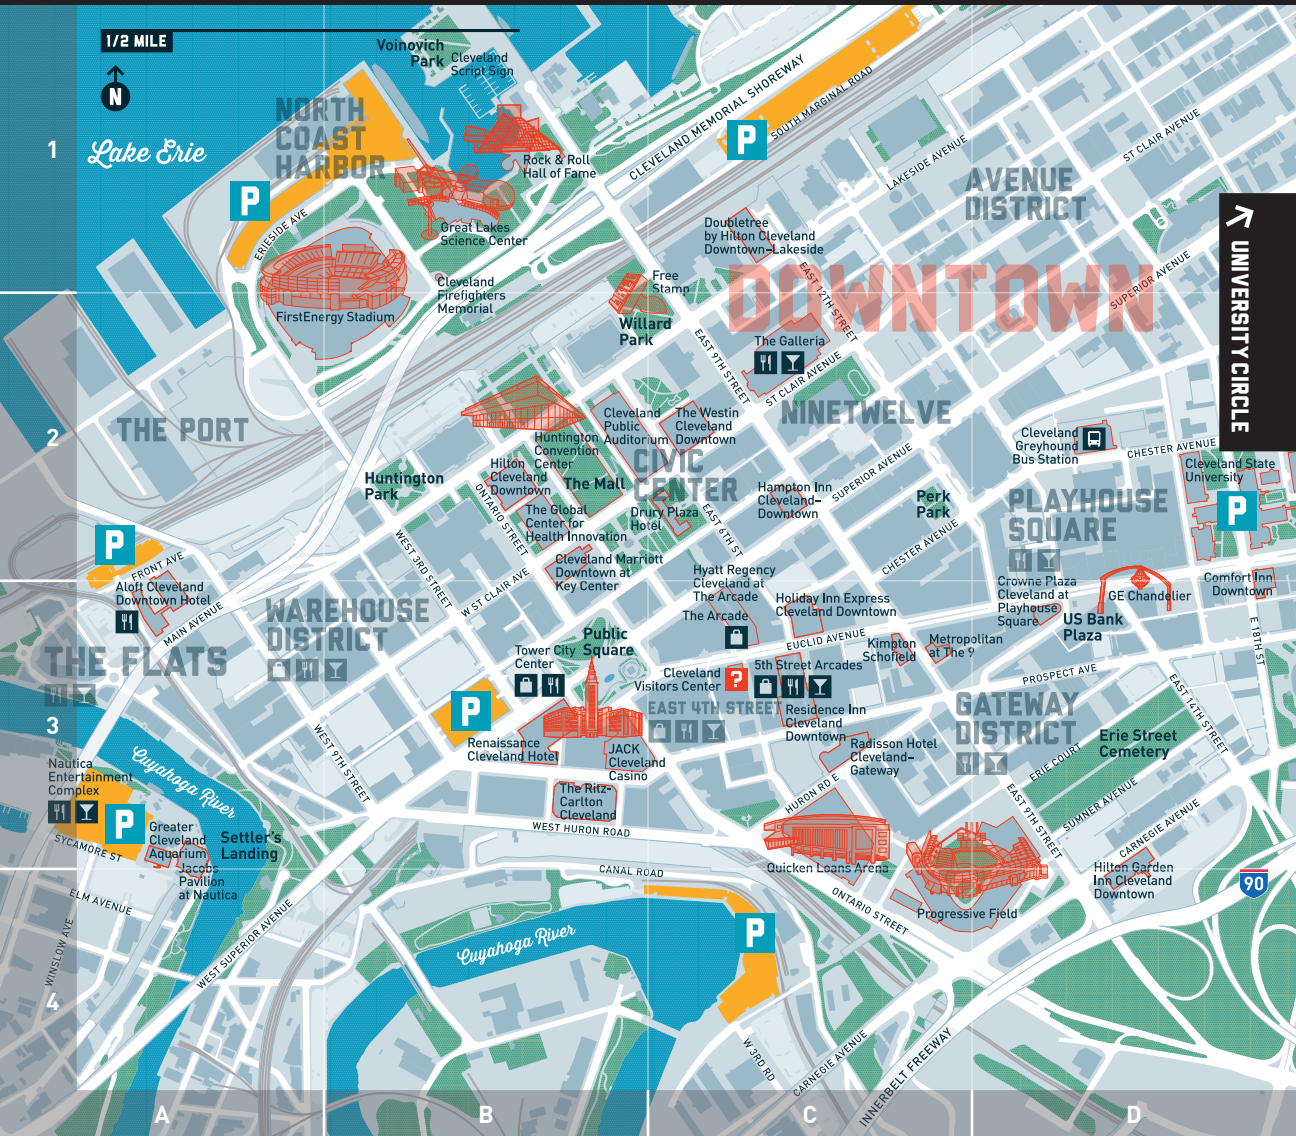 1/2 MILE
N
Voinovich
Park
Cleveland
Script Sign
NORTH
COAST
HARBOR
1
Lake Erie
P
ERIESIDE AVE
Rock & Roll
Hall of Fame
Great Lakes
Science Center
Cleveland
Firefighters
Memorial
FirstEnergy Stadium
CLEVELAND MEMORIAL SHOREWAY
P
SOUTH MARGINAL ROAD
LAKESIDE AVENUE
ST CLAIR AVENUE
AVENUE
DISTRICT
UNIVERSITY CIRCLE
Doubletree
by Hilton Cleveland
Downtown-Lakeside
DOWNTOWN
EAST 12TH STREET
SUPERIOR AVENUE
Free
Stamp
Willard
Park
EAST 9TH STREET
The Galleria
ST CLAIR AVENUE
NINETWELVE
THE PORT
2
Huntington
Park
Huntington
Convention
Center
Cleveland
Public
Auditorium
The Westin
Cleveland
Downtown
CIVIC
CENTER
Hilton
Cleveland
Downtown
The Mall
ONTARIO STREET
The Global
Center for
Health Innovation
Drury Plaza
Hotel
EAST 6TH ST
Hampton Inn
Cleveland–
Downtown
SUPERIOR AVENUE
Perk
Park
CHESTER AVENUE
Cleveland
Greyhound
Bus Station
CHESTER AVENUE
Cleveland State
University
P
PLAYHOUSE
SQUARE
P
FRONT AVE
Aloft Cleveland
Downtown Hotel
MAIN AVENUE
WEST 3RD STREET
W ST CLAIR AVE
Cleveland Marriott
Downtown at
Key Center
WAREHOUSE
DISTRICT
THE FLATS
Hyatt Regency
Cleveland at
The Arcade
The Arcade
Holiday Inn Express
Cleveland Downtown
EUCLID AVENUE
Crowne Plaza
Cleveland at
Playhouse
Square
GE Chandelier
US Bank
Plaza
Comfort Inn
Downtown
E 18TH ST
Public
Square
Tower City
Center
Cleveland
Visitors Center
?
5th Street Arcades
Kimpton
Schofield
Metropolitan
at The 9
PROSPECT AVE
EAST 4TH STREET
3
P
Renaissance
Cleveland Hotel
JACK
Cleveland
Casino
Residence Inn
Cleveland
Downtown
Radisson Hotel
Cleveland–
Gateway
GATEWAY
DISTRICT
EAST 14TH STREET
Erie Street
Cemetery
ERIE COURT
SUMNER AVENUE
EAST 9TH STREET
CARNEGIE AVENUE
WEST 9TH STREET
Cuyahoga River
Nautica
Entertainment
Complex
P
SYCAMORE ST
Greater
Cleveland
Aquarium
Jacobs
Pavilion
at Nautica
Settler's
Landing
The Ritz-
Carlton
Cleveland
WEST HURON ROAD
HURON RD E
Quicken Loans Arena
CANAL ROAD
ONTARIO STREET
Progressive Field
Hilton Garden
Inn Cleveland
Downtown
90
ELM AVENUE
WINSLOW AVE
WEST SUPERIOR AVENUE
Cuyahoga River
P
4
W 3RD RD
CARNEGIE AVENUE
INNERBELT FREEWAY
A
B
C
D